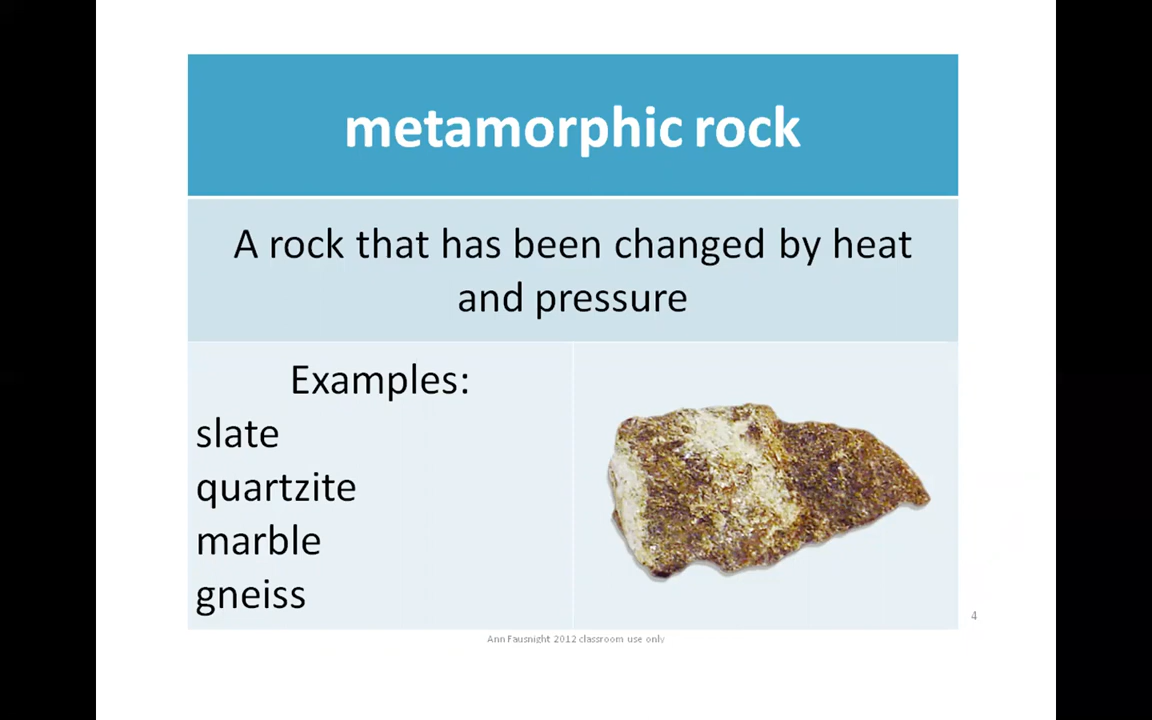 metamorphic rock
A rock that has been changed by heat
and pressure
Examples:
slate
quartzite
marble
gneiss
4
Ann Fausnight 2012 classroom use only